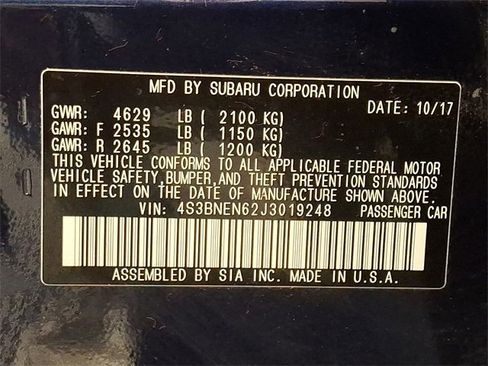 MFD BY SUBARU CORPORATION
DATE: 10/17
GVWR: 4629 LB ( 2100 KG)
GAWR: F 2535 LB ( 1150 KG)
GAWR: R 2645 LB ( 1200 KG)
THIS VEHICLE CONFORMS TO ALL APPLICABLE FEDERAL MOTOR
VEHICLE SAFETY, BUMPER, AND THEFT PREVENTION STANDARDS
IN EFFECT ON THE DATE OF MANUFACTURE SHOWN ABOVE.
VIN: 4S3BNEN62J3019248 PASSENGER CAR
ASSEMBLED BY SIA INC. MADE IN U.S.A.